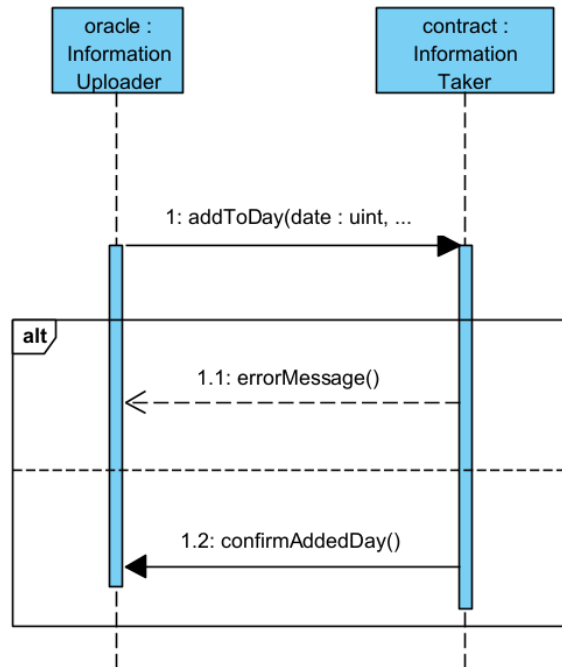 oracle :
Information
Uploader
contract :
Information
Taker
1: addToDay(date : uint, ...
alt
1.1: errorMessage()
1.2: confirmAddedDay()